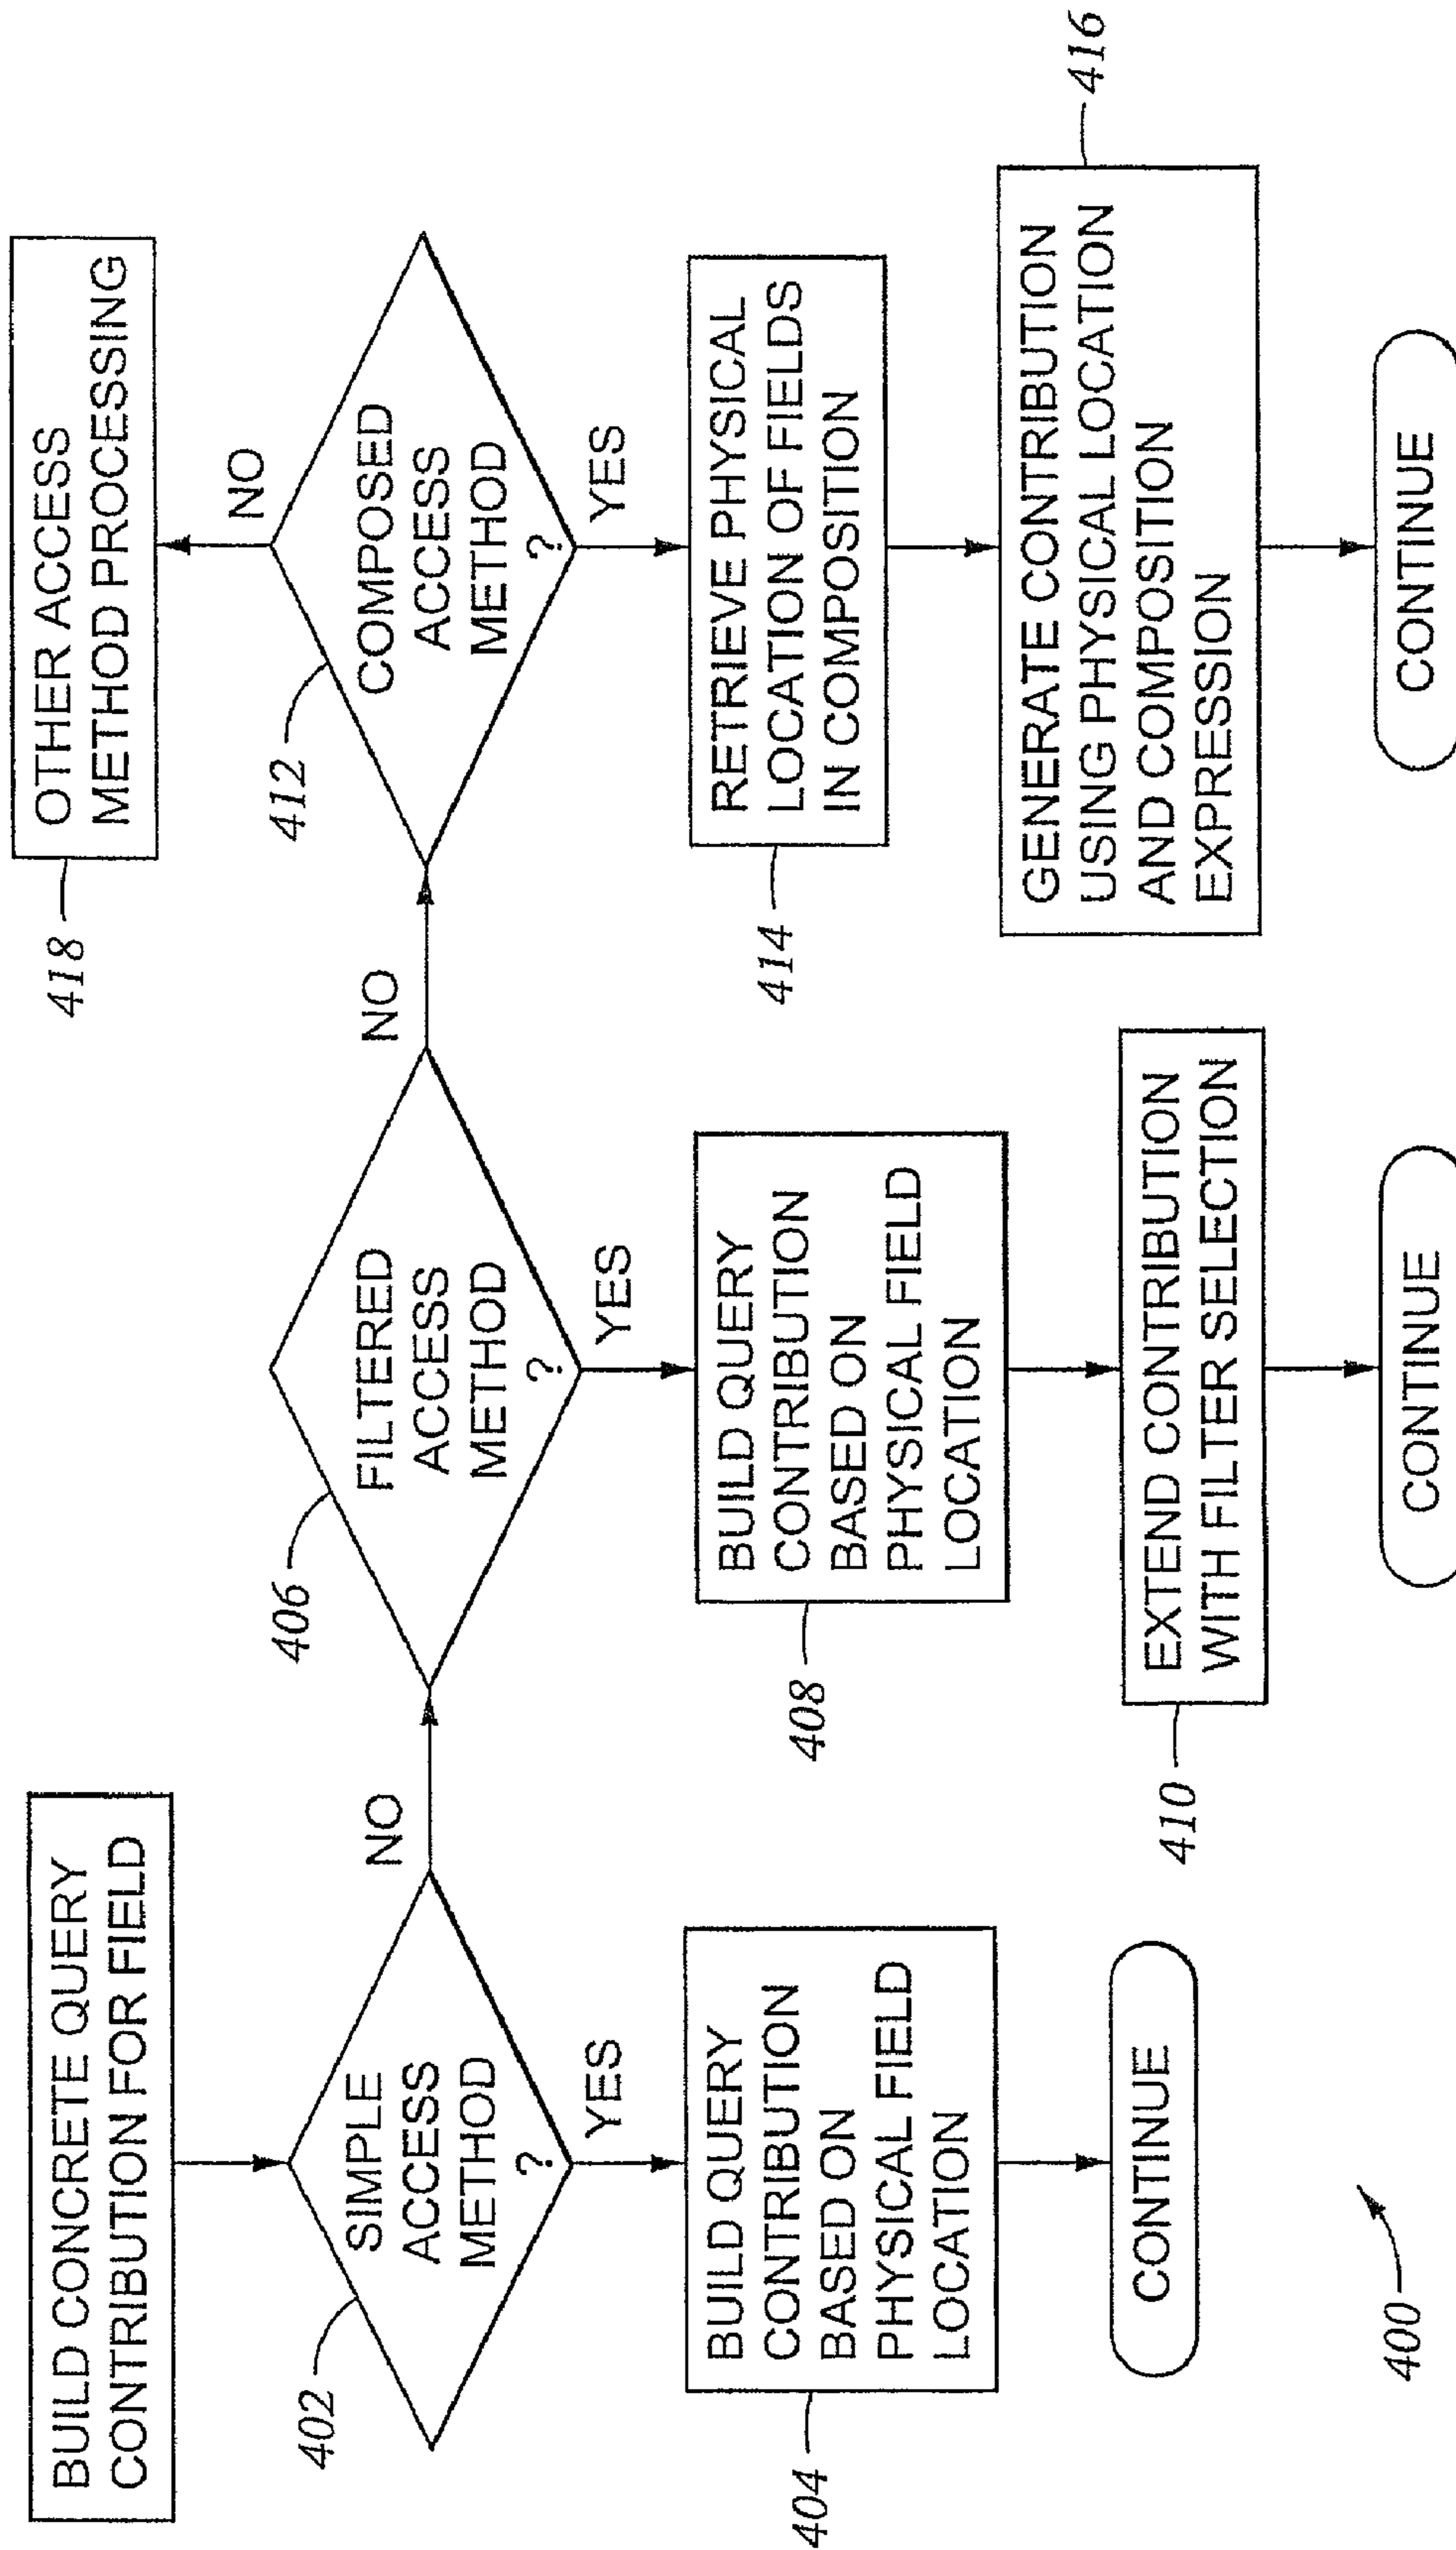 BUILD CONCRETE QUERY
CONTRIBUTION FOR FIELD
402
SIMPLE
ACCESS
METHOD
?
NO
YES
404
BUILD QUERY
CONTRIBUTION
BASED ON
PHYSICAL FIELD
LOCATION
CONTINUE
406
FILTERED
ACCESS
METHOD
?
NO
YES
408
BUILD QUERY
CONTRIBUTION
BASED ON
PHYSICAL FIELD
LOCATION
410
EXTEND CONTRIBUTION
WITH FILTER SELECTION
CONTINUE
418
OTHER ACCESS
METHOD PROCESSING
NO
412
COMPOSED
ACCESS
METHOD
?
YES
414
RETRIEVE PHYSICAL
LOCATION OF FIELDS
IN COMPOSITION
416
GENERATE CONTRIBUTION
USING PHYSICAL LOCATION
AND COMPOSITION
EXPRESSION
CONTINUE
400